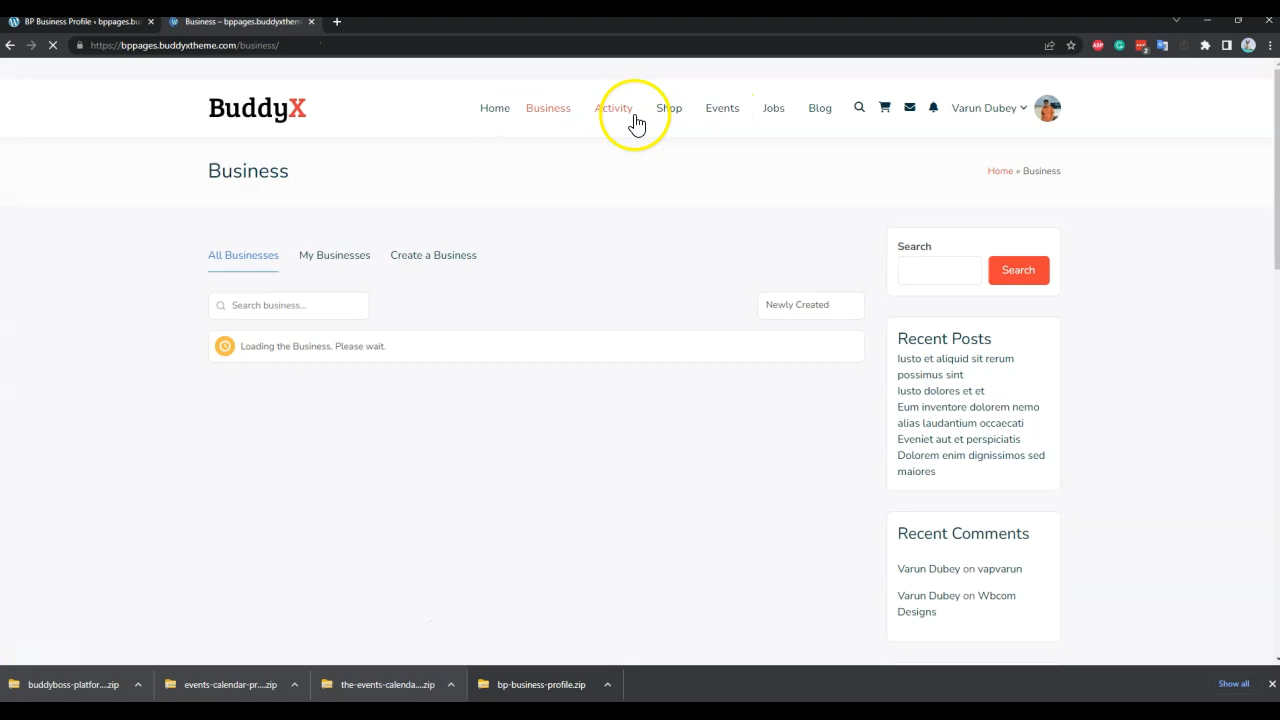 BP Business Profile ‹ bppages.bu
Business – bppages.buddyxthem
https://bppages.buddyxtheme.com/business/
ABP
2
BuddyX
Home
Business
Activity
Shop
Events
Jobs
Blog
Varun Dubey
Business
Home » Business
All Businesses
My Businesses
Create a Business
Search business...
Newly Created
Loading the Business. Please wait.
Search
Search
Recent Posts
Iusto et aliquid sit rerum
possimus sint
Iusto dolores et et
Eum inventore dolorem nemo
alias laudantium occaecati
Eveniet aut et perspiciatis
Dolorem enim dignissimos sed
maiores
Recent Comments
Varun Dubey on vapvarun
Varun Dubey on Wbcom
Designs
buddyboss-platfor....zip
events-calendar-pr....zip
the-events-calenda....zip
bp-business-profile.zip
Show all